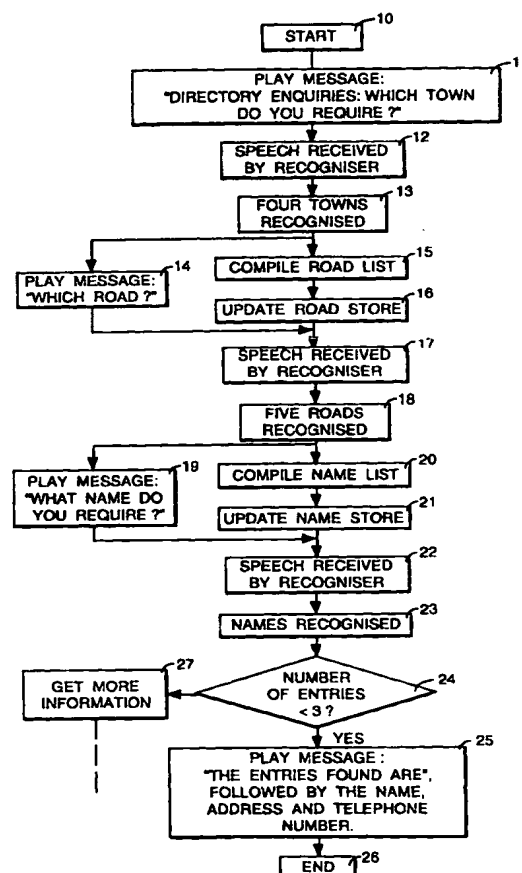 10
START
1
PLAY MESSAGE:
"DIRECTORY ENQUIRIES: WHICH TOWN
DO YOU REQUIRE ?"
12
SPEECH RECEIVED
BY RECOGNISER
13
FOUR TOWNS
RECOGNISED
14
PLAY MESSAGE:
"WHICH ROAD ?"
15
COMPILE ROAD LIST
16
UPDATE ROAD STORE
17
SPEECH RECEIVED
BY RECOGNISER
18
FIVE ROADS
RECOGNISED
19
PLAY MESSAGE:
"WHAT NAME DO
YOU REQUIRE ?"
20
COMPILE NAME LIST
21
UPDATE NAME STORE
22
SPEECH RECEIVED
BY RECOGNISER
23
NAMES RECOGNISED
27
GET MORE
INFORMATION
24
NUMBER
OF ENTRIES
< 3 ?
YES
25
PLAY MESSAGE :
"THE ENTRIES FOUND ARE",
FOLLOWED BY THE NAME,
ADDRESS AND TELEPHONE
NUMBER.
26
END